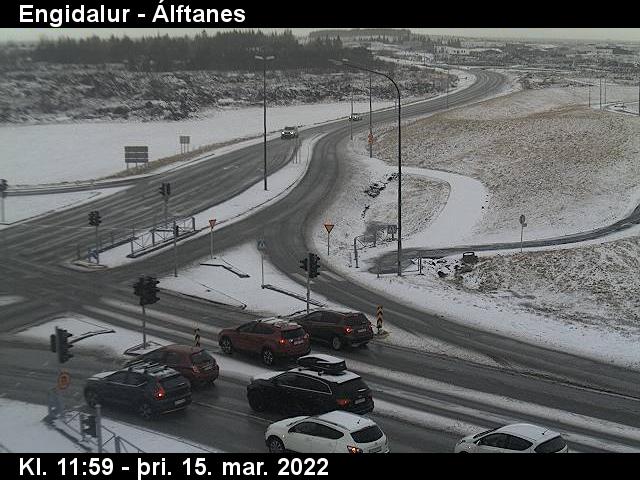 Engidalur - Álftanes
Kl. 11:59 - þri. 15. mar. 2022